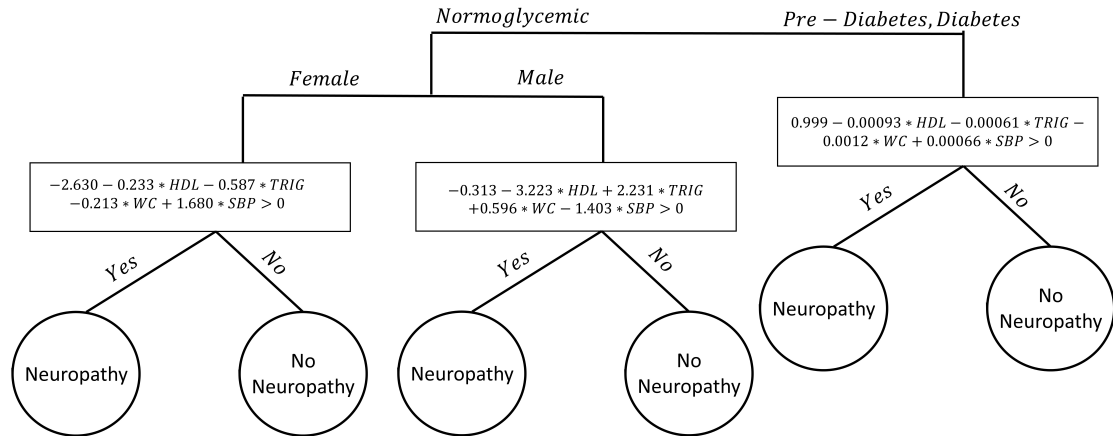 Normoglycemic
Pre − Diabetes, Diabetes
Female
Male
0.999 − 0.00093 ∗ HDL − 0.00061 ∗ TRIG −
0.0012 ∗ WC + 0.00066 ∗ SBP > 0
−2.630 − 0.233 ∗ HDL − 0.587 ∗ TRIG
−0.213 ∗ WC + 1.680 ∗ SBP > 0
−0.313 − 3.223 ∗ HDL + 2.231 ∗ TRIG
+0.596 ∗ WC − 1.403 ∗ SBP > 0
Yes
No
Yes
No
Yes
No
Neuropathy
No
Neuropathy
Neuropathy
No
Neuropathy
Neuropathy
No
Neuropathy